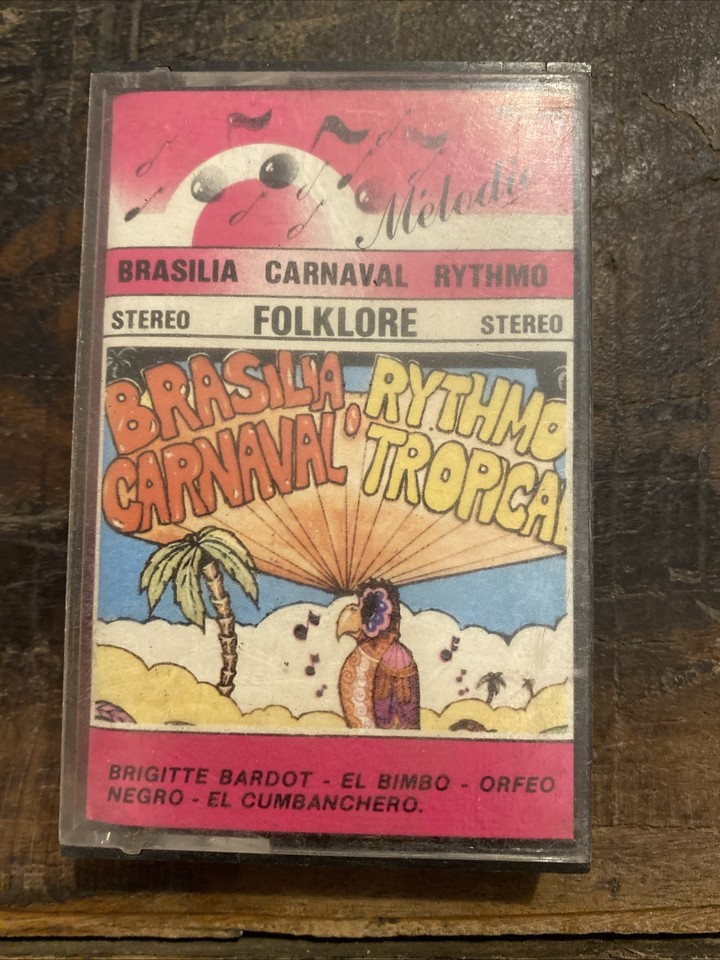 Mélodie
BRASILIA CARNAVAL RYTHMO
STEREO FOLKLORE STEREO
BRASILIA RYTHMO
CARNAVAL TROPICAL
BRIGITTE BARDOT - EL BIMBO - ORFEO
NEGRO - EL CUMBANCHERO.